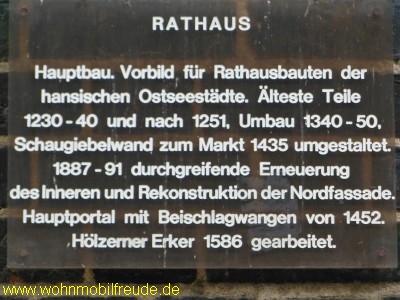 RATHAUS
Hauptbau. Vorbild für Rathausbauten der
hansischen Ostseestädte. Älteste Teile
1230-40 und nach 1251, Umbau 1340-50,
Schaugiebelwand zum Markt 1435 umgestaltet.
1887-91 durchgreifende Erneuerung
des Inneren und Rekonstruktion der Nordfassade.
Hauptportal mit Beischlagwangen von 1452.
Hölzerner Erker 1586 gearbeitet.
www.wohnmobilfreude.de